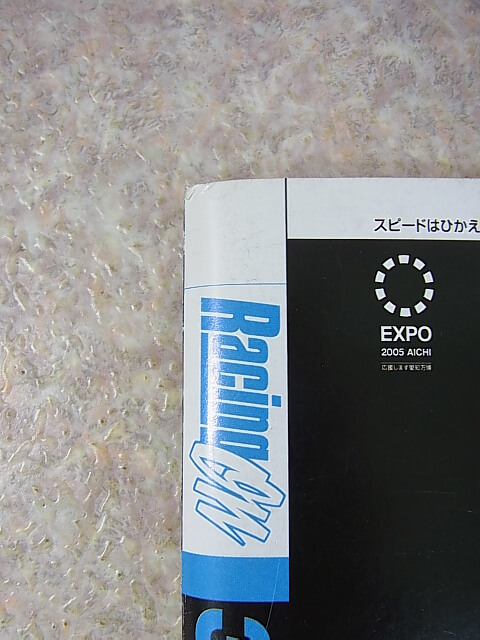 スピードはひかえ
EXPO
2005 AICHI
応援します愛知万博
Racing
on